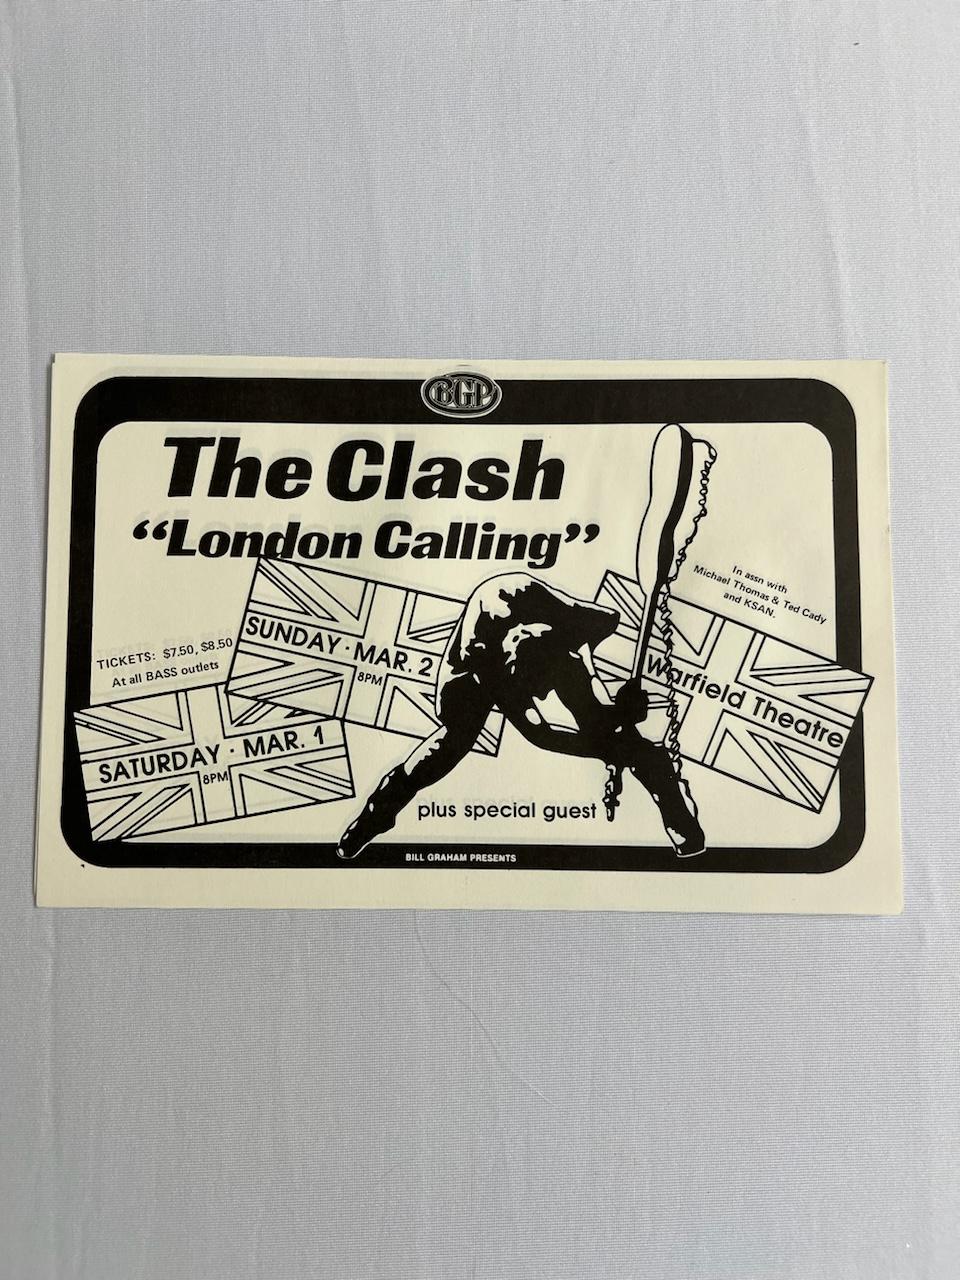 BGP
The Clash
“London Calling”
In assn with
Michael Thomas & Ted Cady
and KSAN.
TICKETS: $7.50, $8.50
At all BASS outlets
SUNDAY · MAR. 2
8PM
Warfield Theatre
SATURDAY · MAR. 1
8PM
plus special guest
BILL GRAHAM PRESENTS